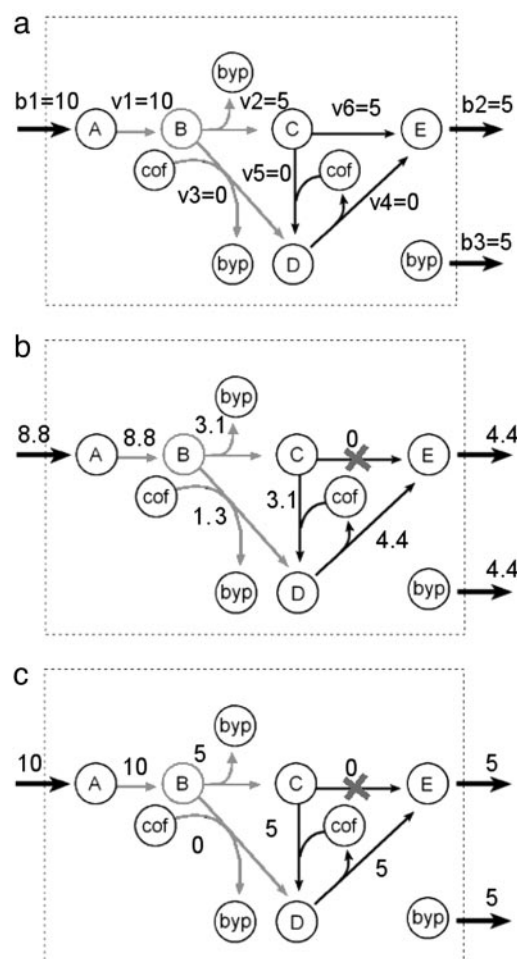 a
byp
b1=10 v1=10 v2=5 v6=5 b2=5
A B C E
cof v5=0 cof
v3=0 v4=0
byp D byp b3=5
b
byp
8.8 8.8 3.1 0 4.4
A B C E
cof 3.1 cof
1.3 4.4
byp D byp 4.4
c
byp
10 10 5 0 5
A B C E
cof 5 cof
0 5
byp D byp 5